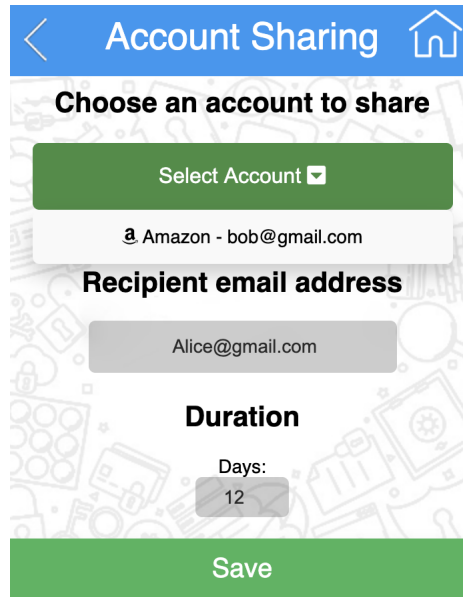 Account Sharing
Choose an account to share
Select Account
Amazon - bob@gmail.com
Recipient email address
Alice@gmail.com
Duration
Days:
12
Save